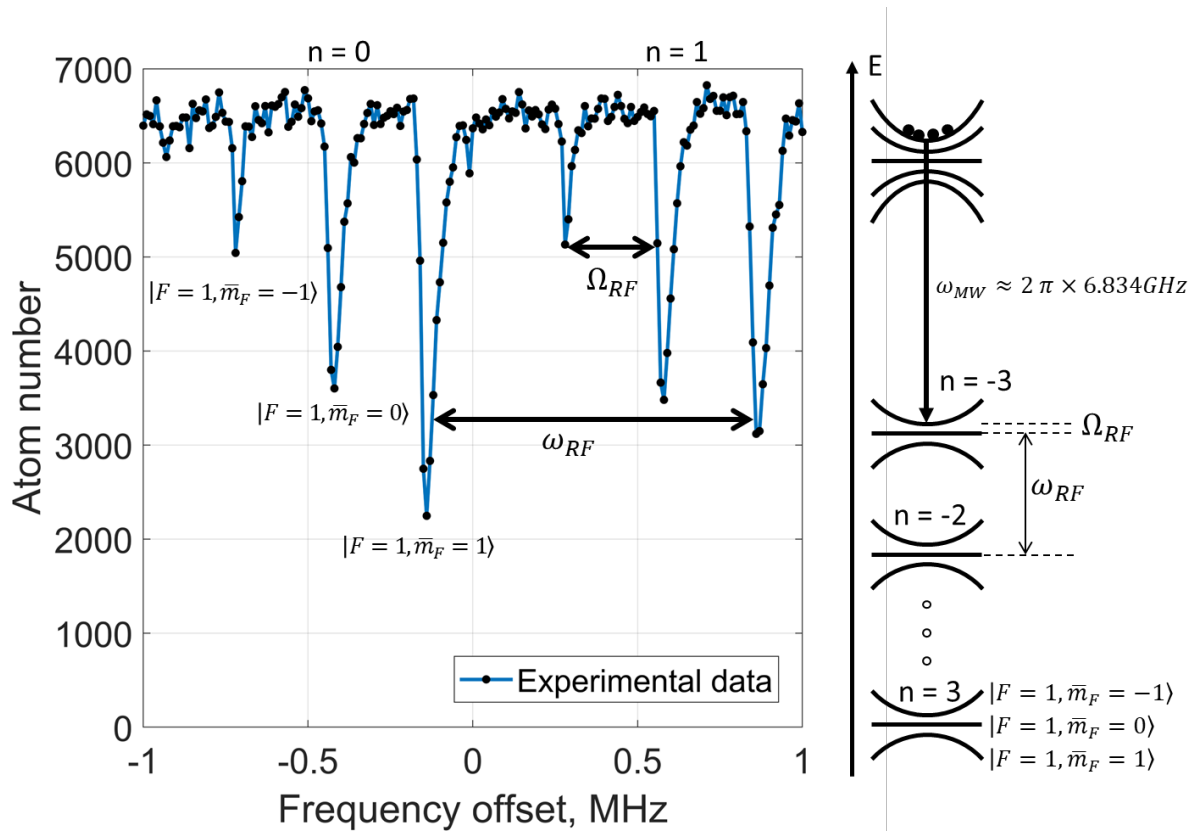 n = 0
n = 1
7000
6000
5000
4000
3000
2000
1000
0
Atom number
-1
-0.5
0
0.5
1
Frequency offset, MHz
|F = 1, m̅_F = −1⟩
|F = 1, m̅_F = 0⟩
|F = 1, m̅_F = 1⟩
Ω_RF
ω_RF
Experimental data
E
ω_MW ≈ 2 π × 6.834GHz
n = -3
Ω_RF
ω_RF
n = -2
n = 3
|F = 1, m̅_F = −1⟩
|F = 1, m̅_F = 0⟩
|F = 1, m̅_F = 1⟩